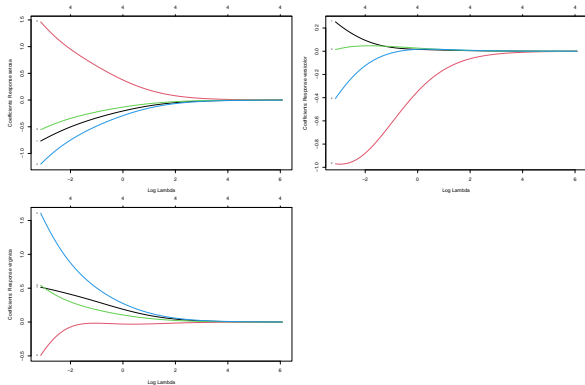 4 4 4 4 4
Coefficients: Response setosa
1.5
0.5
0.0
-0.5
-1.0
-2 0 2 4 6
Log Lambda
4 4 4 4 4
Coefficients: Response versicolor
0.2
0.0
-0.2
-0.4
-0.6
-0.8
-1.0
-2 0 2 4 6
Log Lambda
4 4 4 4 4
Coefficients: Response virginica
1.5
1.0
0.5
0.0
-0.5
-2 0 2 4 6
Log Lambda